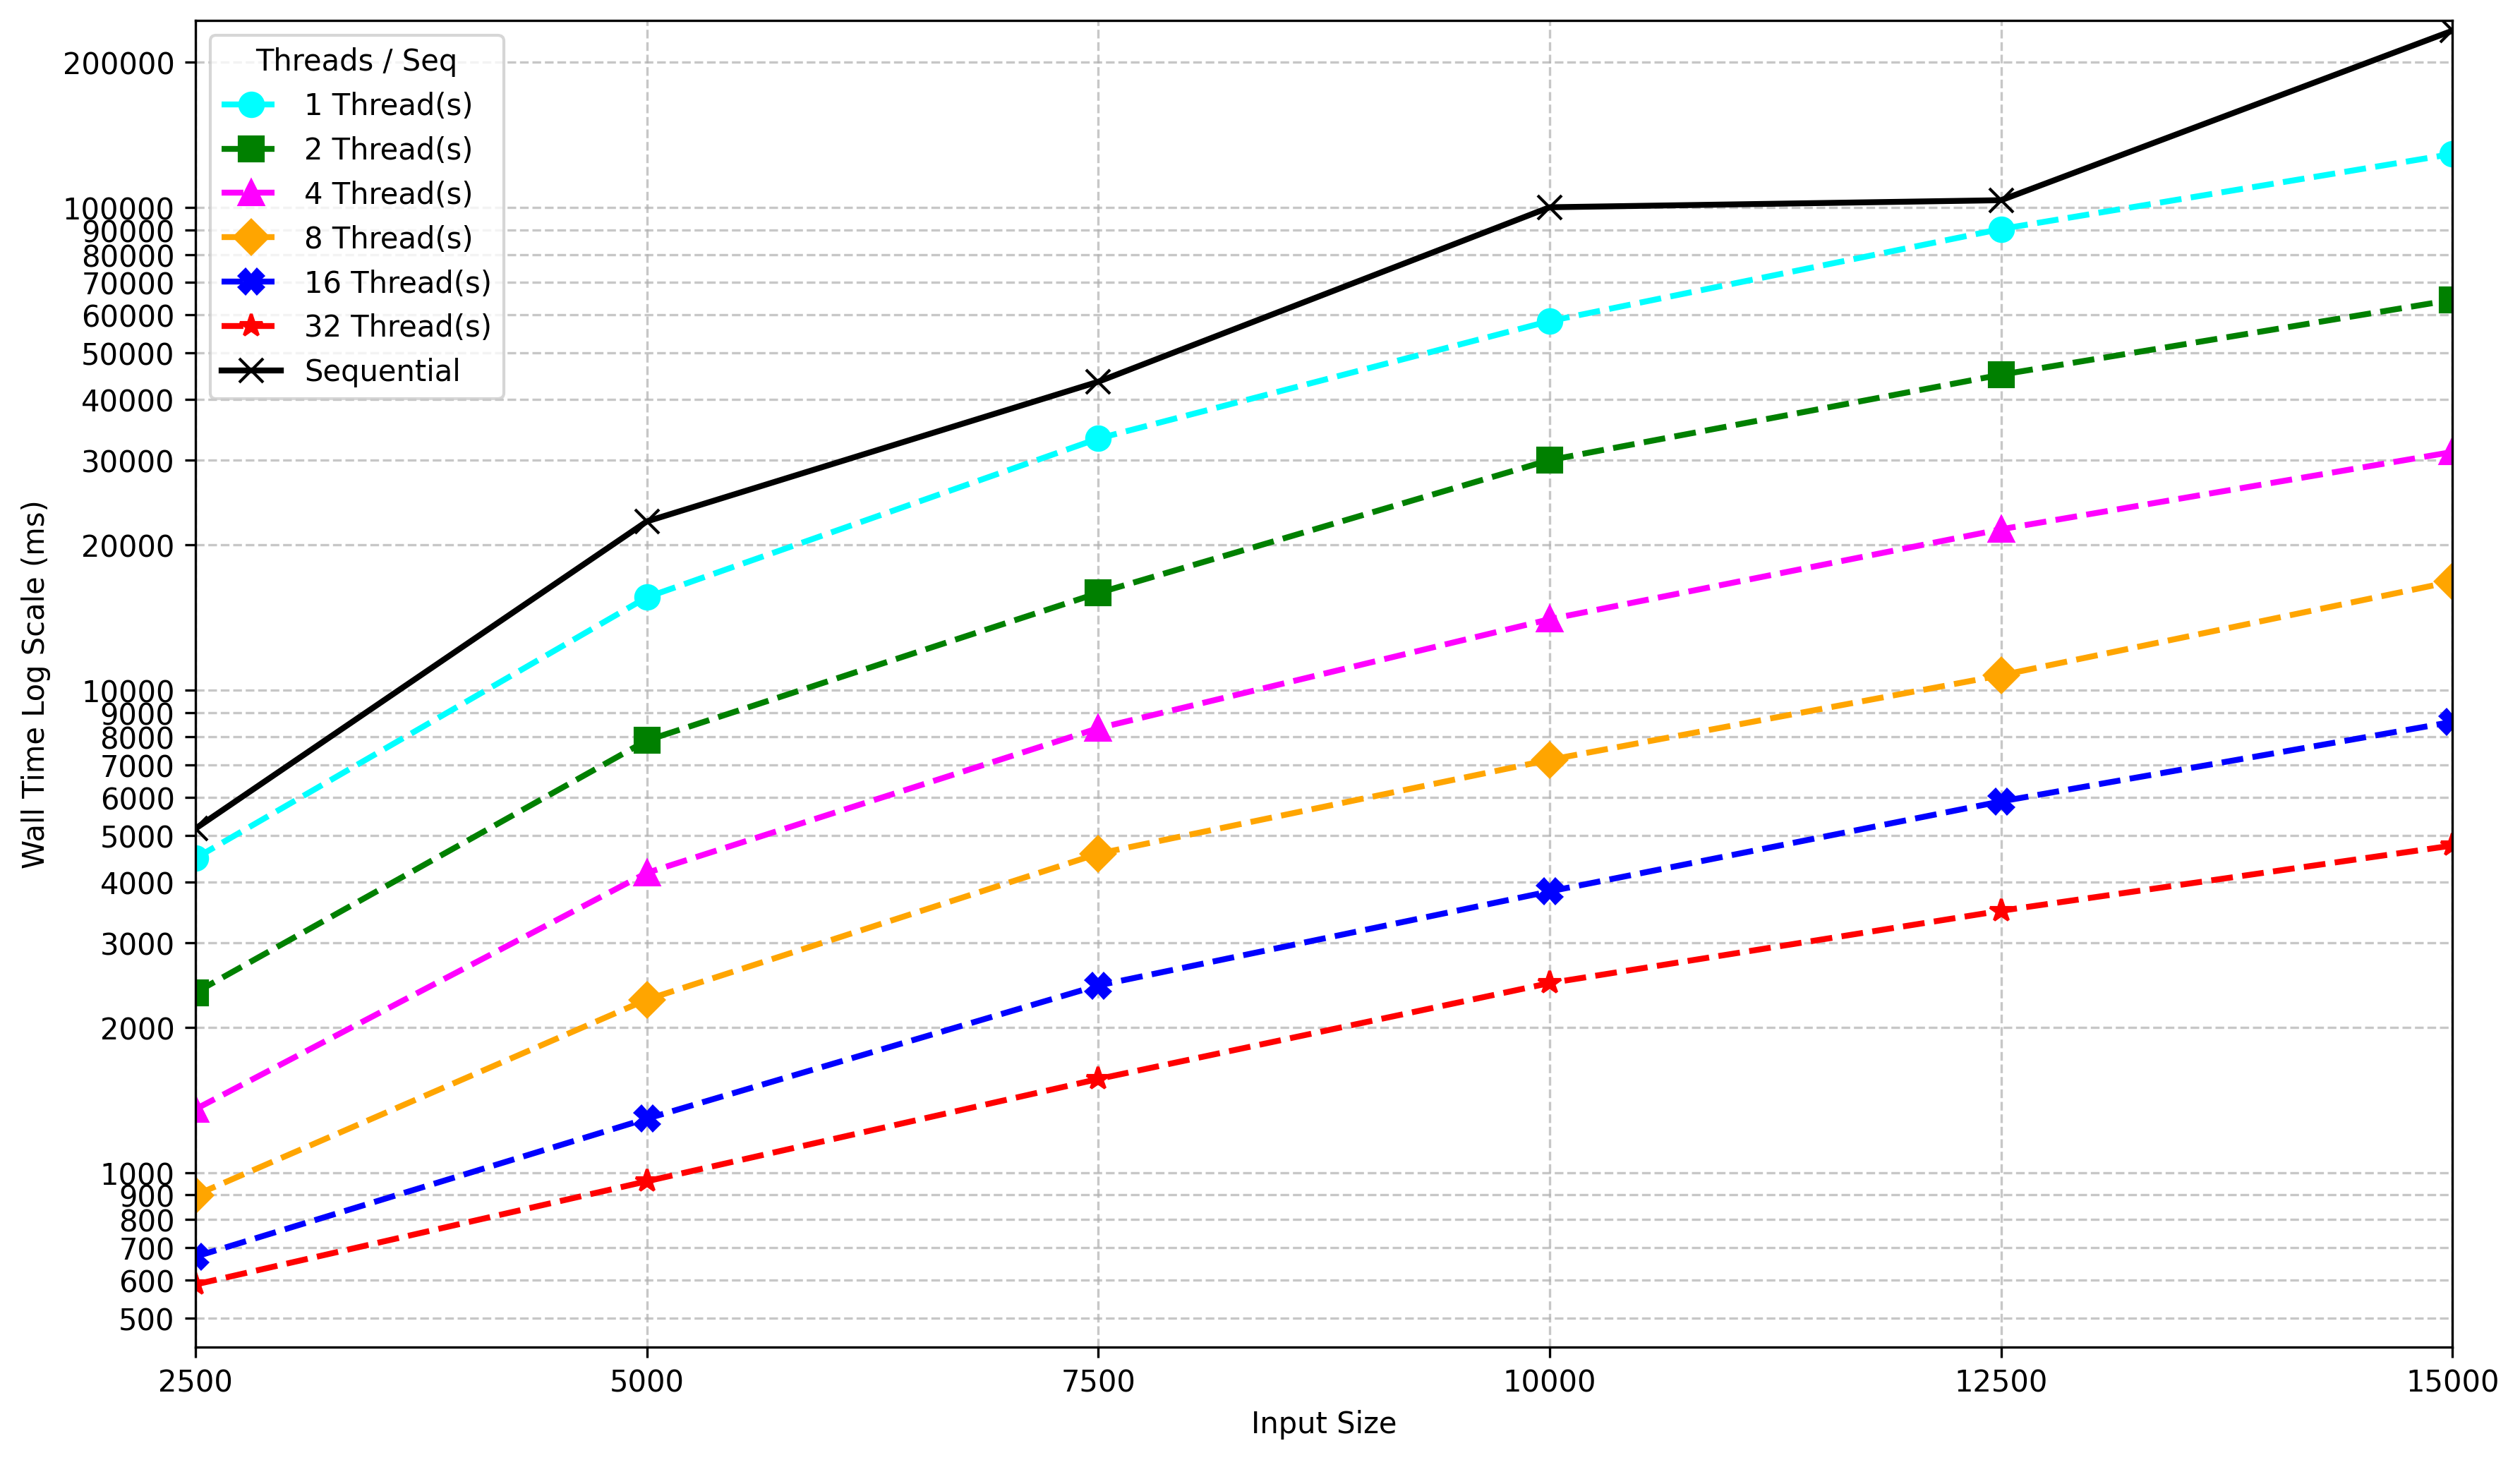 Threads / Seq
1 Thread(s)
2 Thread(s)
4 Thread(s)
8 Thread(s)
16 Thread(s)
32 Thread(s)
Sequential
Wall Time Log Scale (ms)
200000
100000
90000
80000
70000
60000
50000
40000
30000
20000
10000
9000
8000
7000
6000
5000
4000
3000
2000
1000
900
800
700
600
500
2500 5000 7500 10000 12500 15000
Input Size